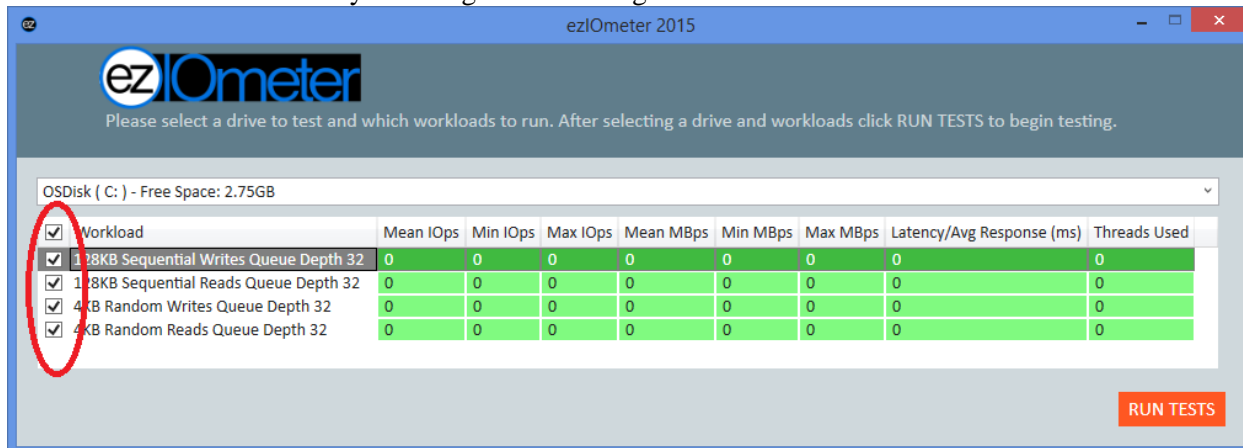 ezIOmeter 2015
ez IOmeter
Please select a drive to test and which workloads to run. After selecting a drive and workloads click RUN TESTS to begin testing.
OSDisk ( C: ) - Free Space: 2.75GB
Workload Mean IOps Min IOps Max IOps Mean MBps Min MBps Max MBps Latency/Avg Response (ms) Threads Used
128KB Sequential Writes Queue Depth 32 0 0 0 0 0 0 0 0
128KB Sequential Reads Queue Depth 32 0 0 0 0 0 0 0 0
4KB Random Writes Queue Depth 32 0 0 0 0 0 0 0 0
4KB Random Reads Queue Depth 32 0 0 0 0 0 0 0 0
RUN TESTS